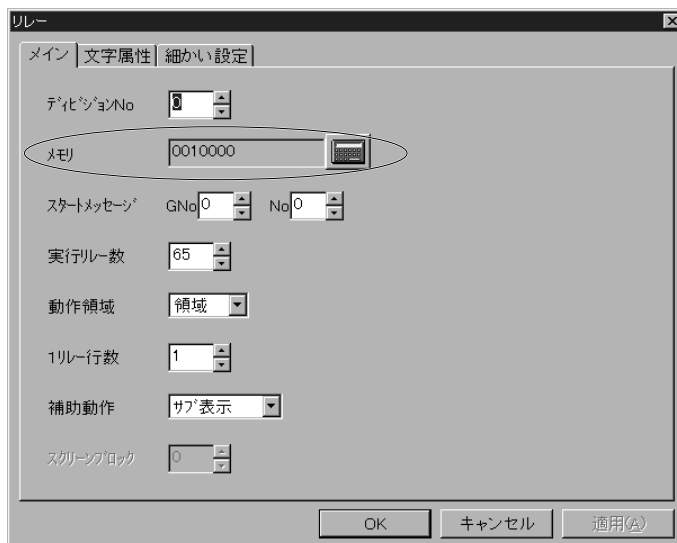 リレー
メイン 文字属性 細かい設定
ディビジョンNo 0
メモリ 0010000
スタートメッセージ GNo 0 No 0
実行リレー数 65
動作領域 領域
1リレー行数 1
補助動作 サブ表示
スクリーンブロック 0
OK キャンセル 適用(A)